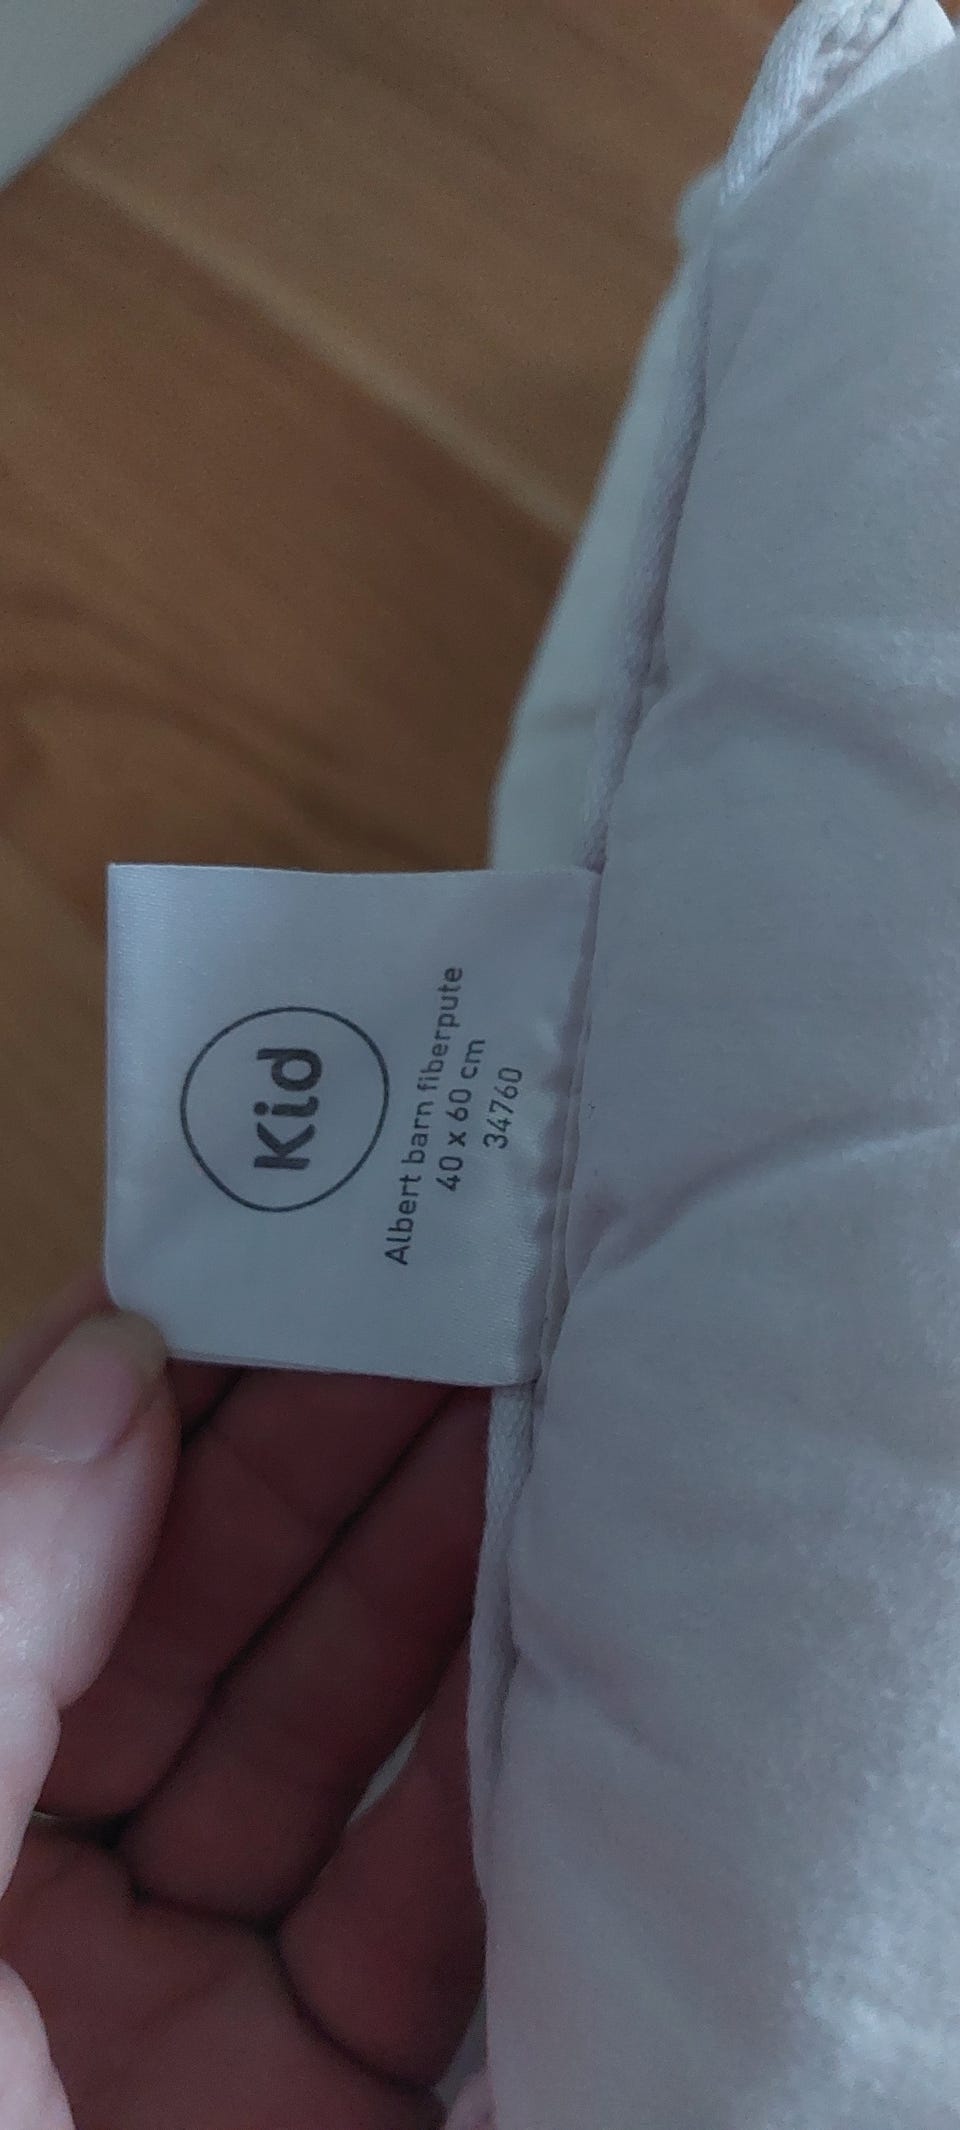 Kid
Albert barn fiberpute
40 x 60 cm
34760